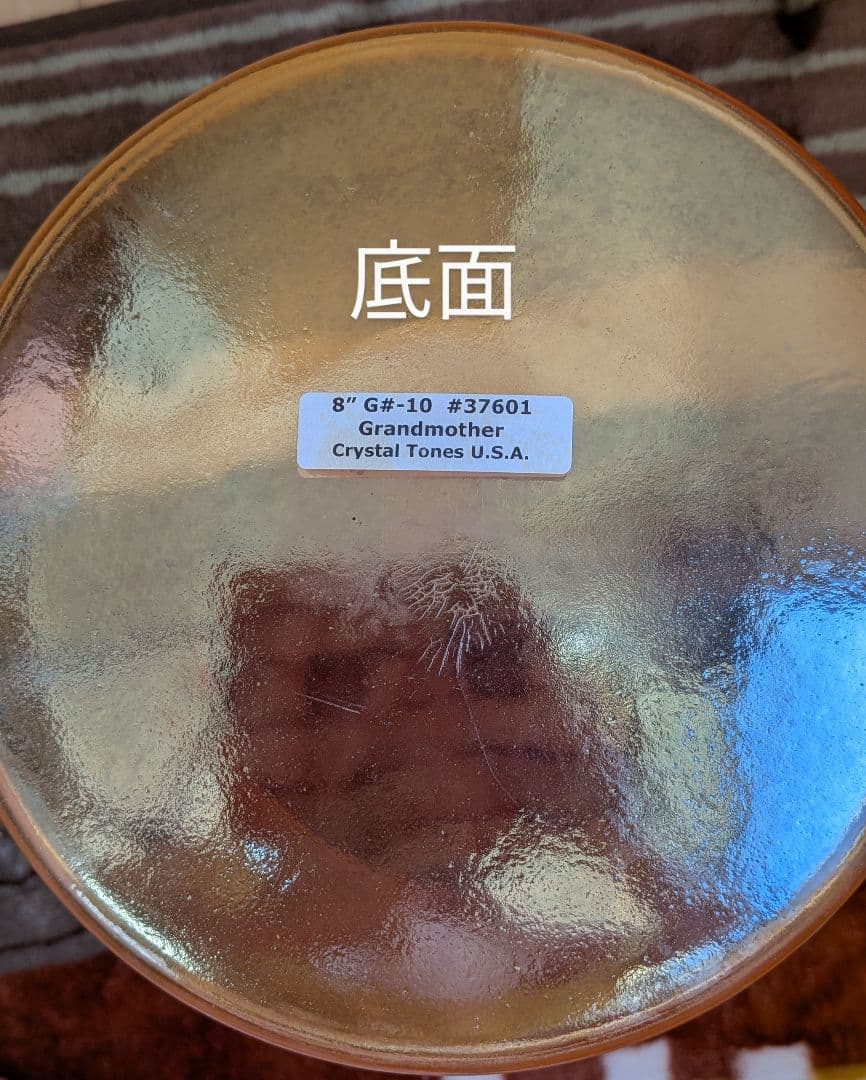 底面
8” G#-10 #37601
Grandmother
Crystal Tones U.S.A.